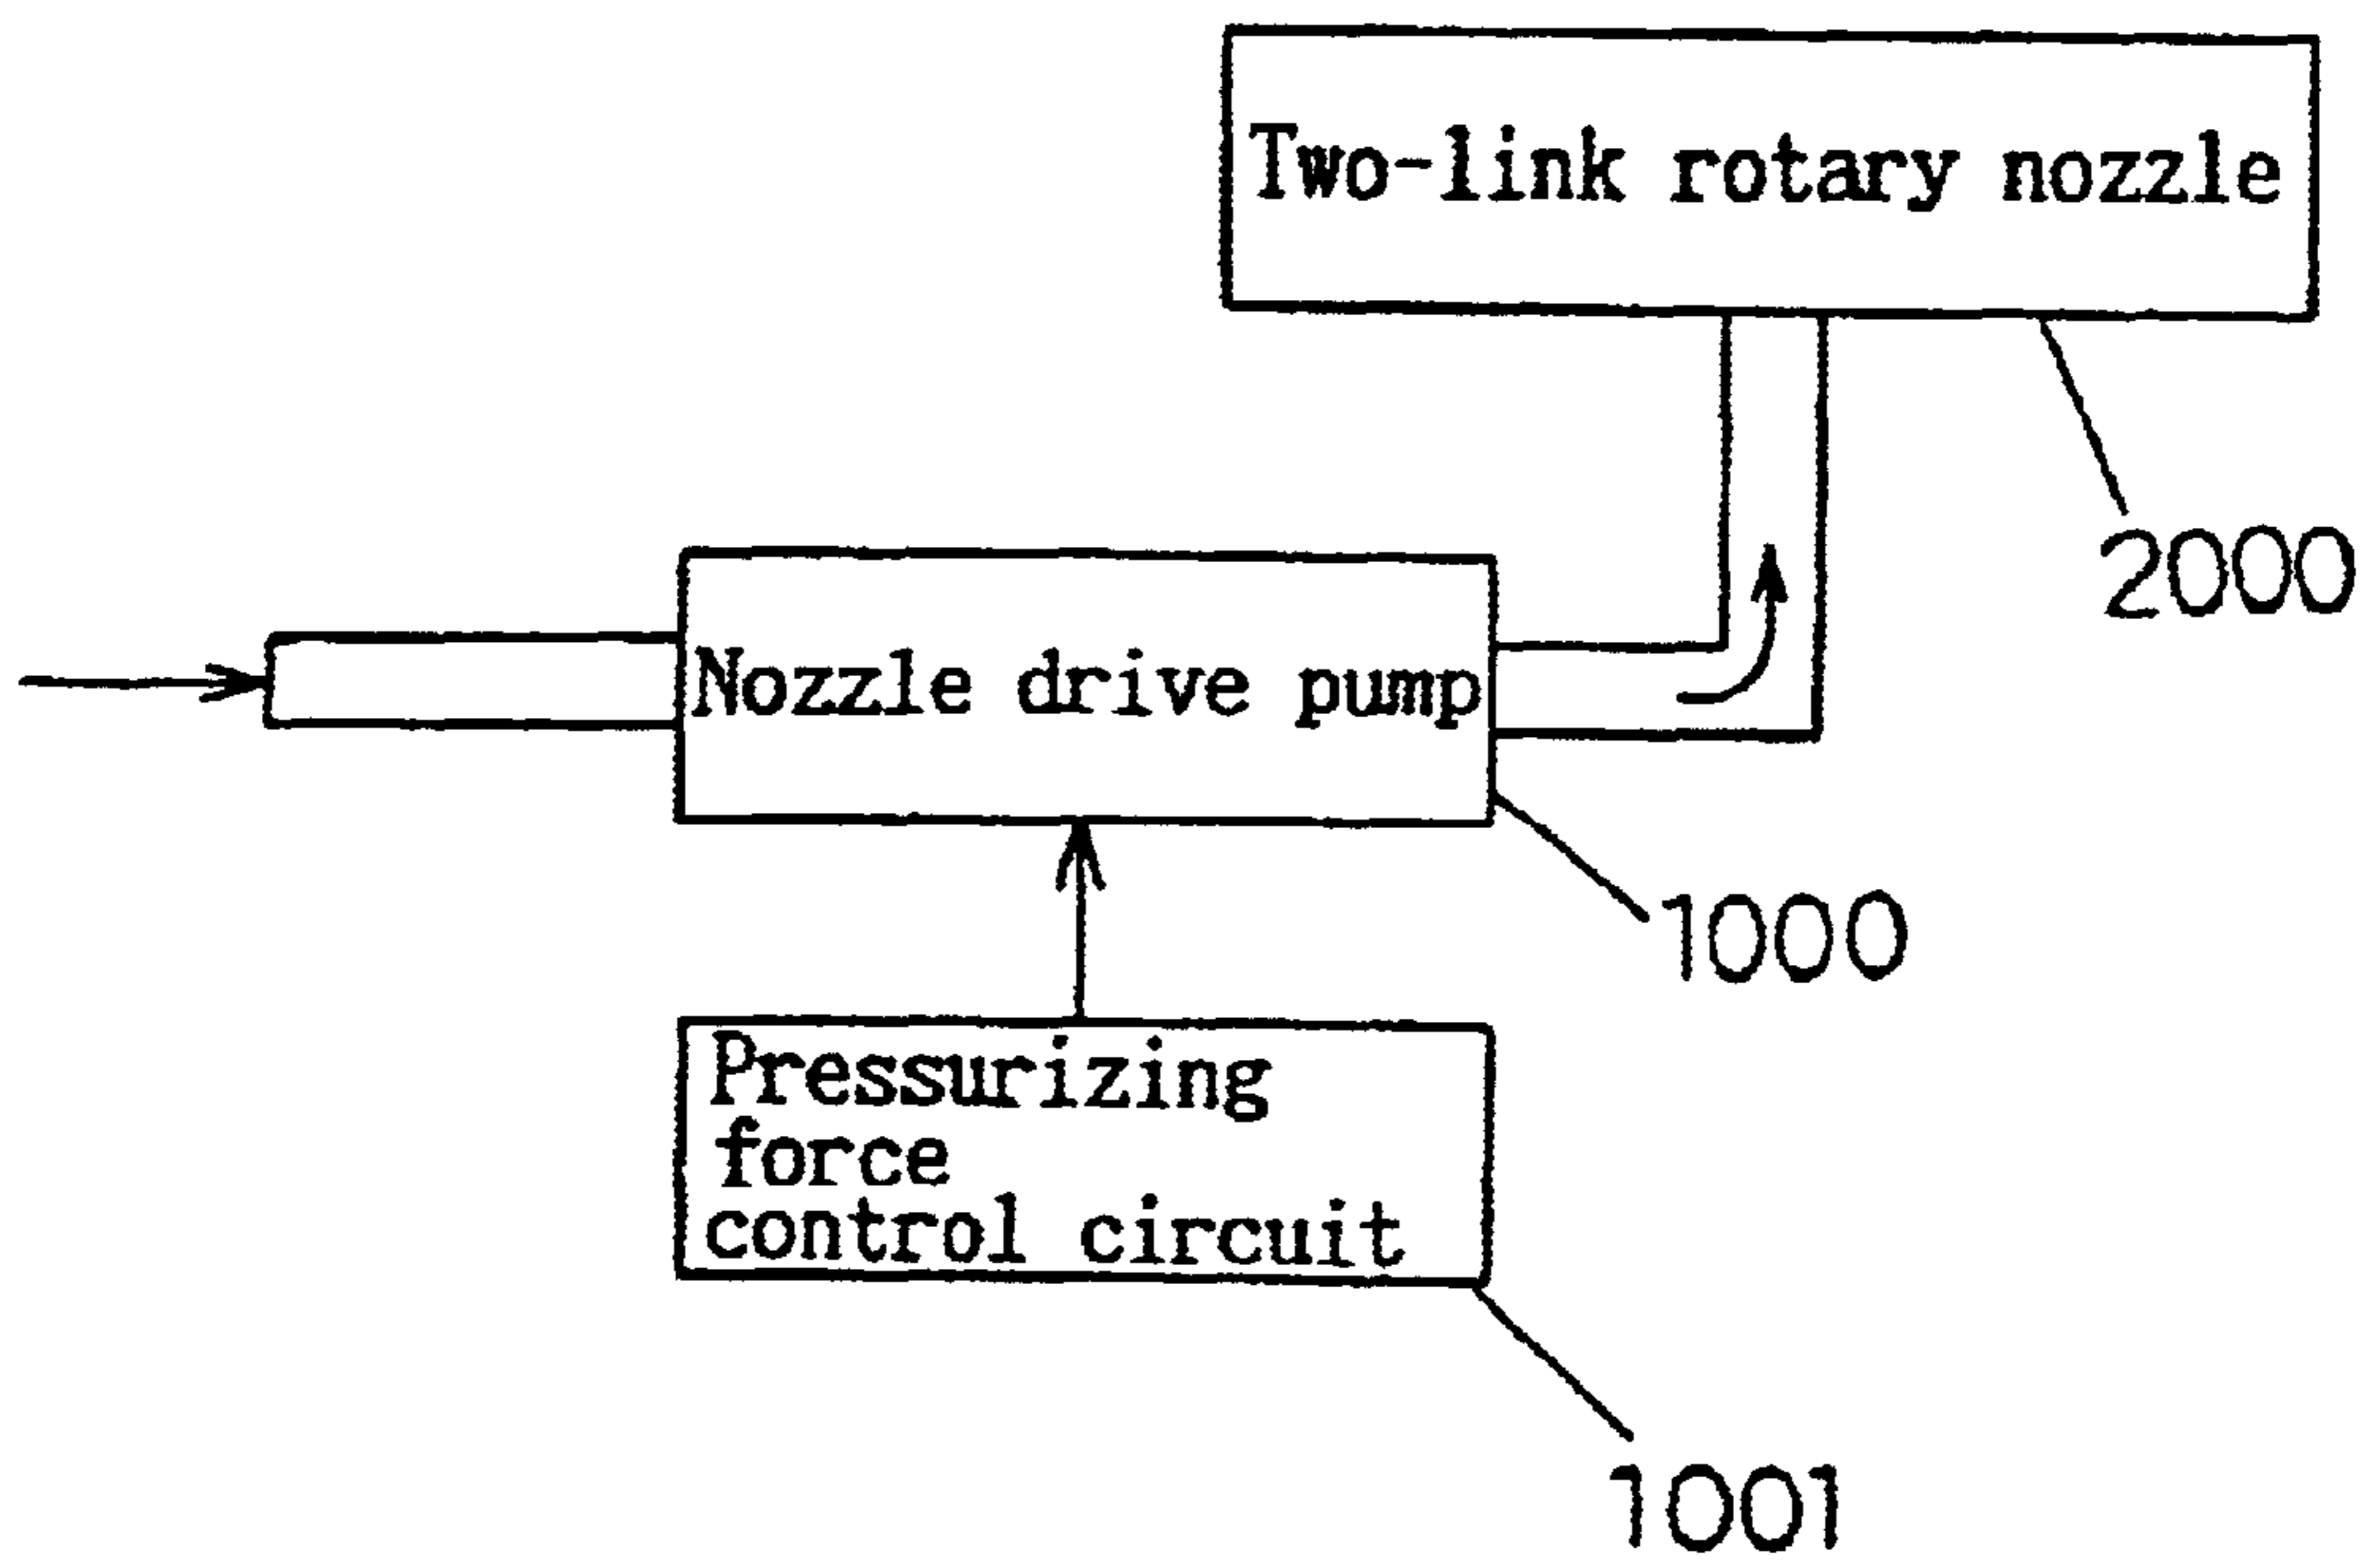 Two-link rotary nozzle
2000
Nozzle drive pump
1000
Pressurizing
force
control circuit
1001